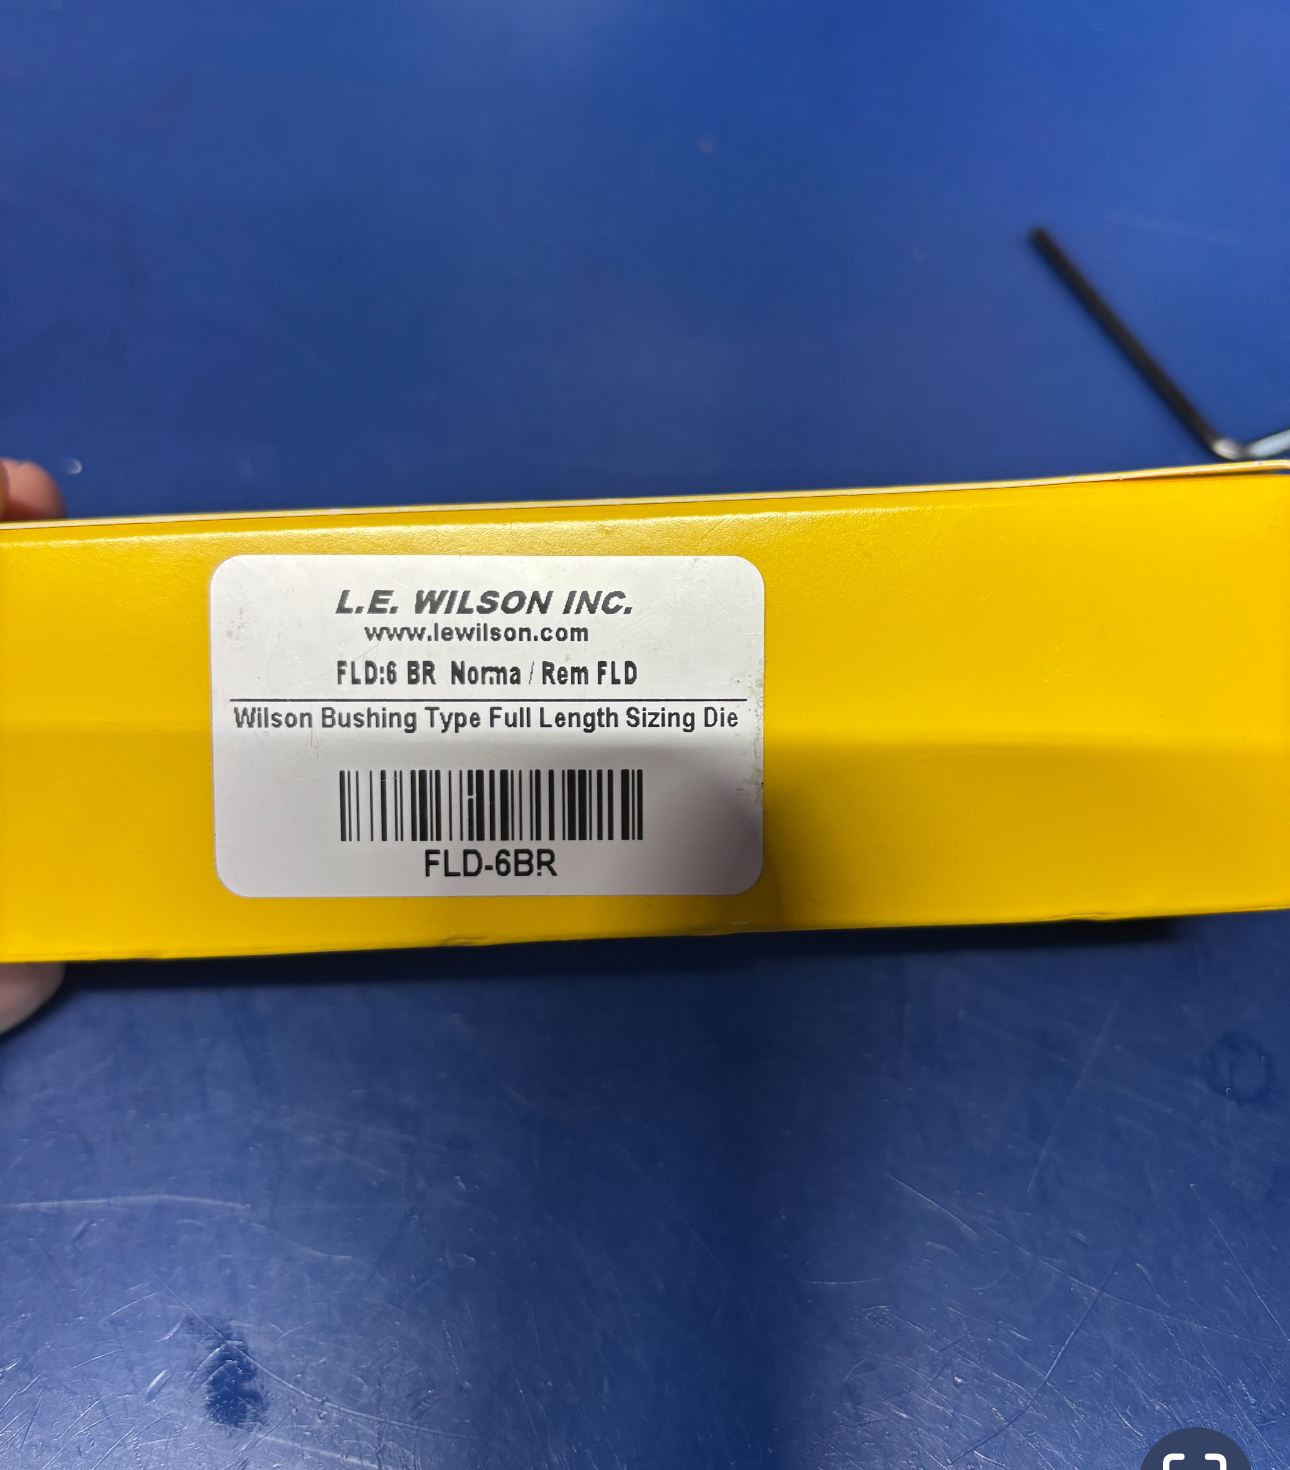 L.E. WILSON INC.
www.lewilson.com
FLD:6 BR Norma / Rem FLD
Wilson Bushing Type Full Length Sizing Die
FLD-6BR